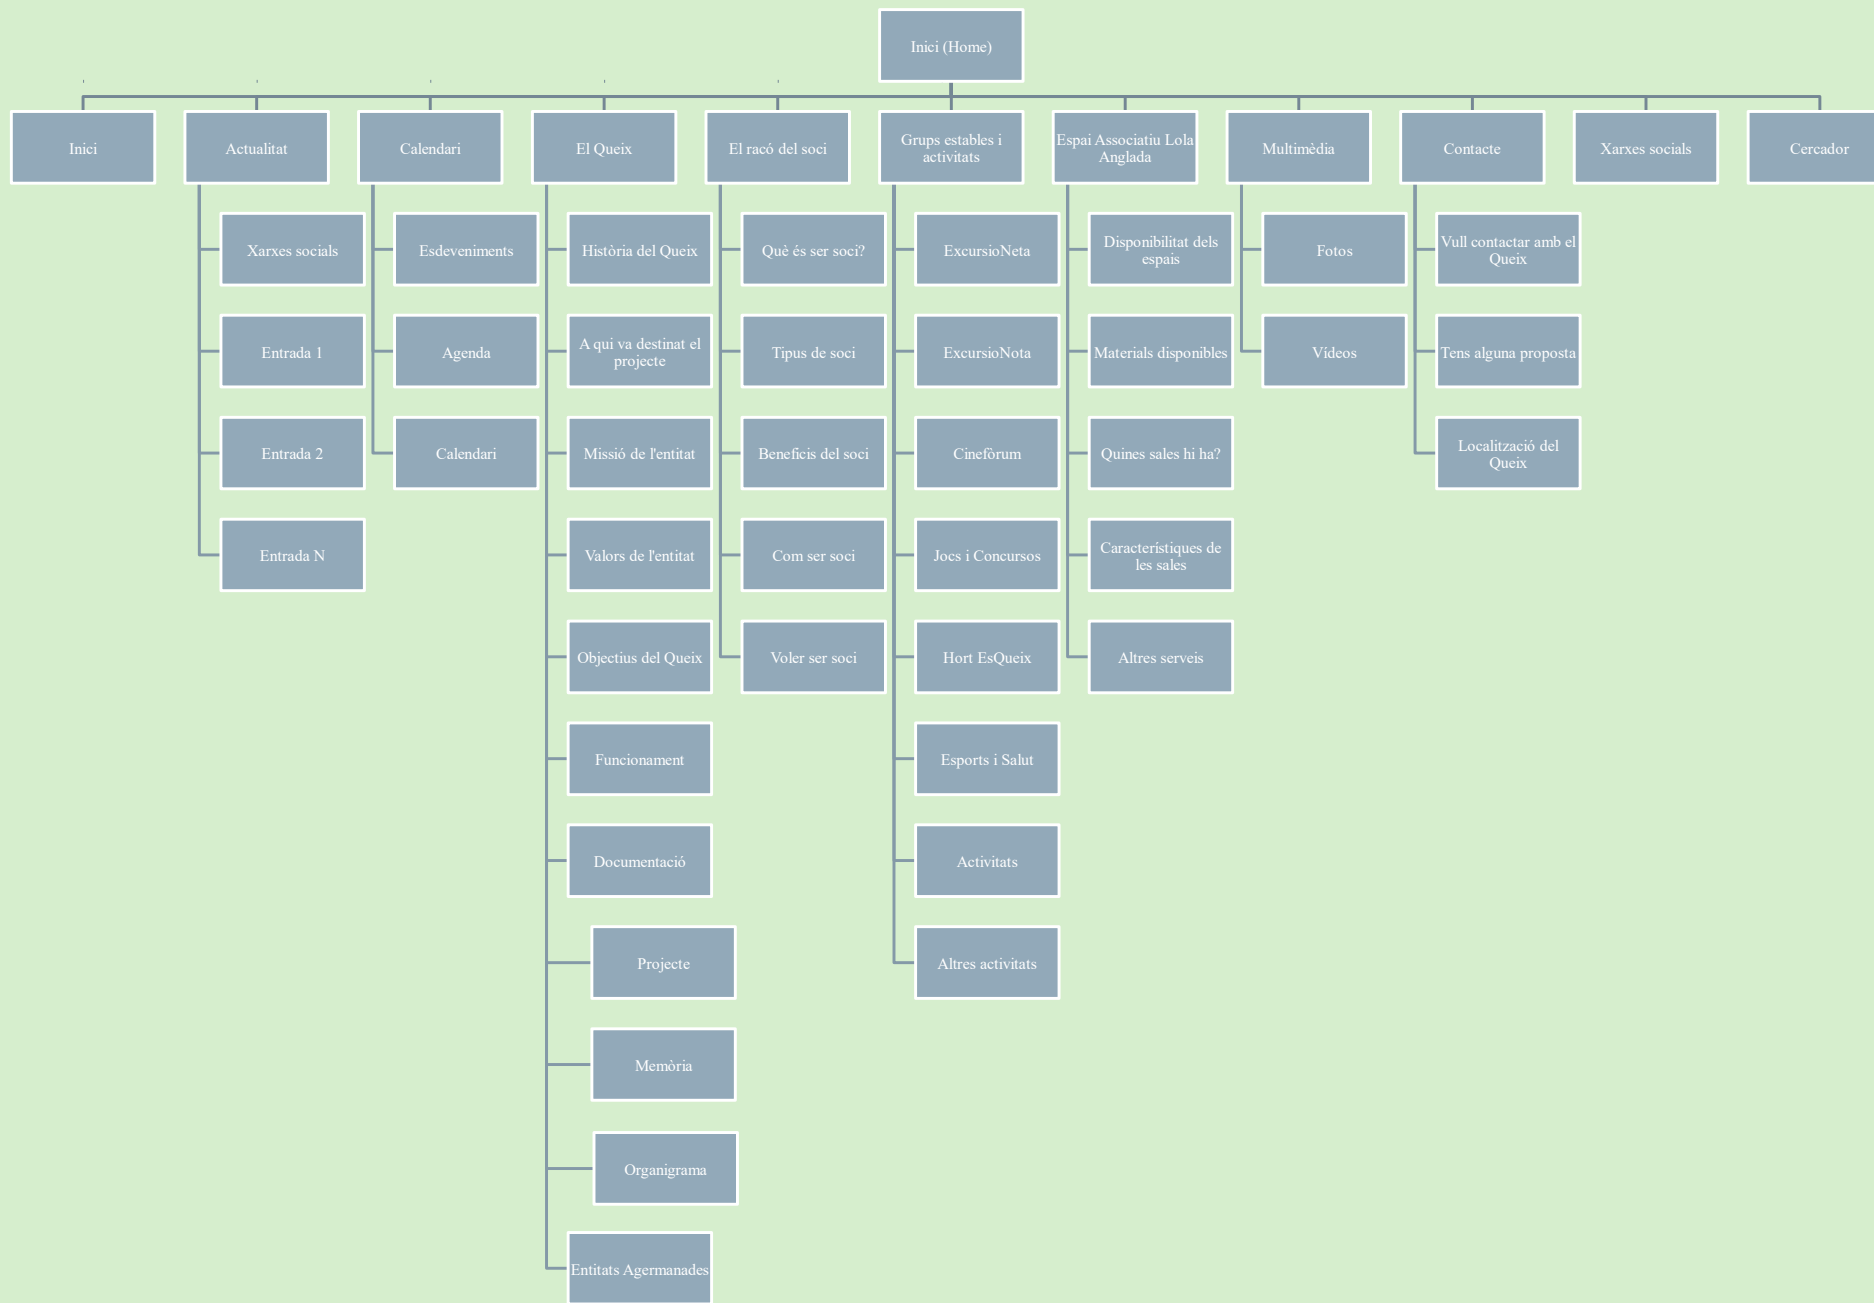 Inici (Home)
Inici
Actualitat
Calendari
El Queix
El racó del soci
Grups estables i
activitats
Espai Associatiu Lola
Anglada
Multimèdia
Contacte
Xarxes socials
Cercador
Xarxes socials
Entrada 1
Entrada 2
Entrada N
Esdeveniments
Agenda
Calendari
Història del Queix
A qui va destinat el
projecte
Missió de l'entitat
Valors de l'entitat
Objectius del Queix
Funcionament
Documentació
Projecte
Memòria
Organigrama
Entitats Agermanades
Què és ser soci?
Tipus de soci
Beneficis del soci
Com ser soci
Voler ser soci
ExcursioNeta
ExcursioNota
Cinefòrum
Jocs i Concursos
Hort EsQueix
Esports i Salut
Activitats
Altres activitats
Disponibilitat dels
espais
Materials disponibles
Quines sales hi ha?
Característiques de
les sales
Altres serveis
Fotos
Vídeos
Vull contactar amb el
Queix
Tens alguna proposta
Localització del
Queix